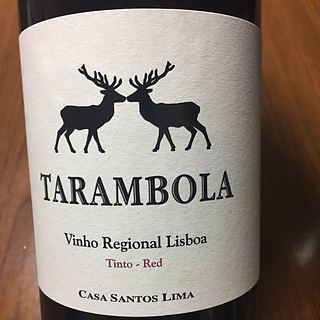 TARAMBOLA
Vinho Regional Lisboa
Tinto - Red
CASA SANTOS LIMA